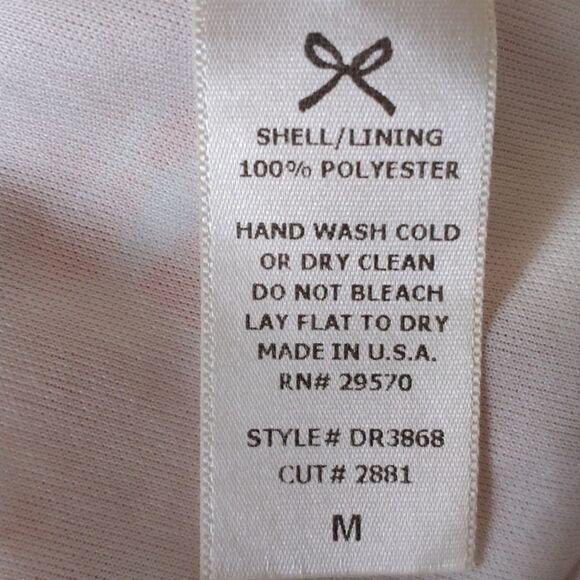 SHELL/LINING
100% POLYESTER
HAND WASH COLD
OR DRY CLEAN
DO NOT BLEACH
LAY FLAT TO DRY
MADE IN U.S.A.
RN# 29570
STYLE# DR3868
CUT# 2881
M